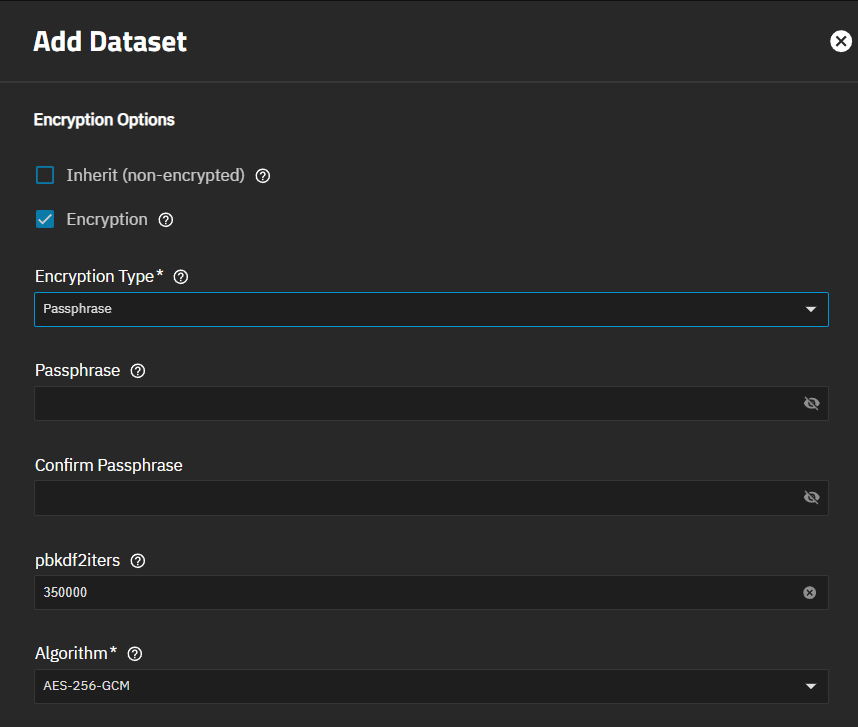 Add Dataset
Encryption Options
Inherit (non-encrypted)
Encryption
Encryption Type*
Passphrase
Passphrase
Confirm Passphrase
pbkdf2iters
350000
Algorithm*
AES-256-GCM